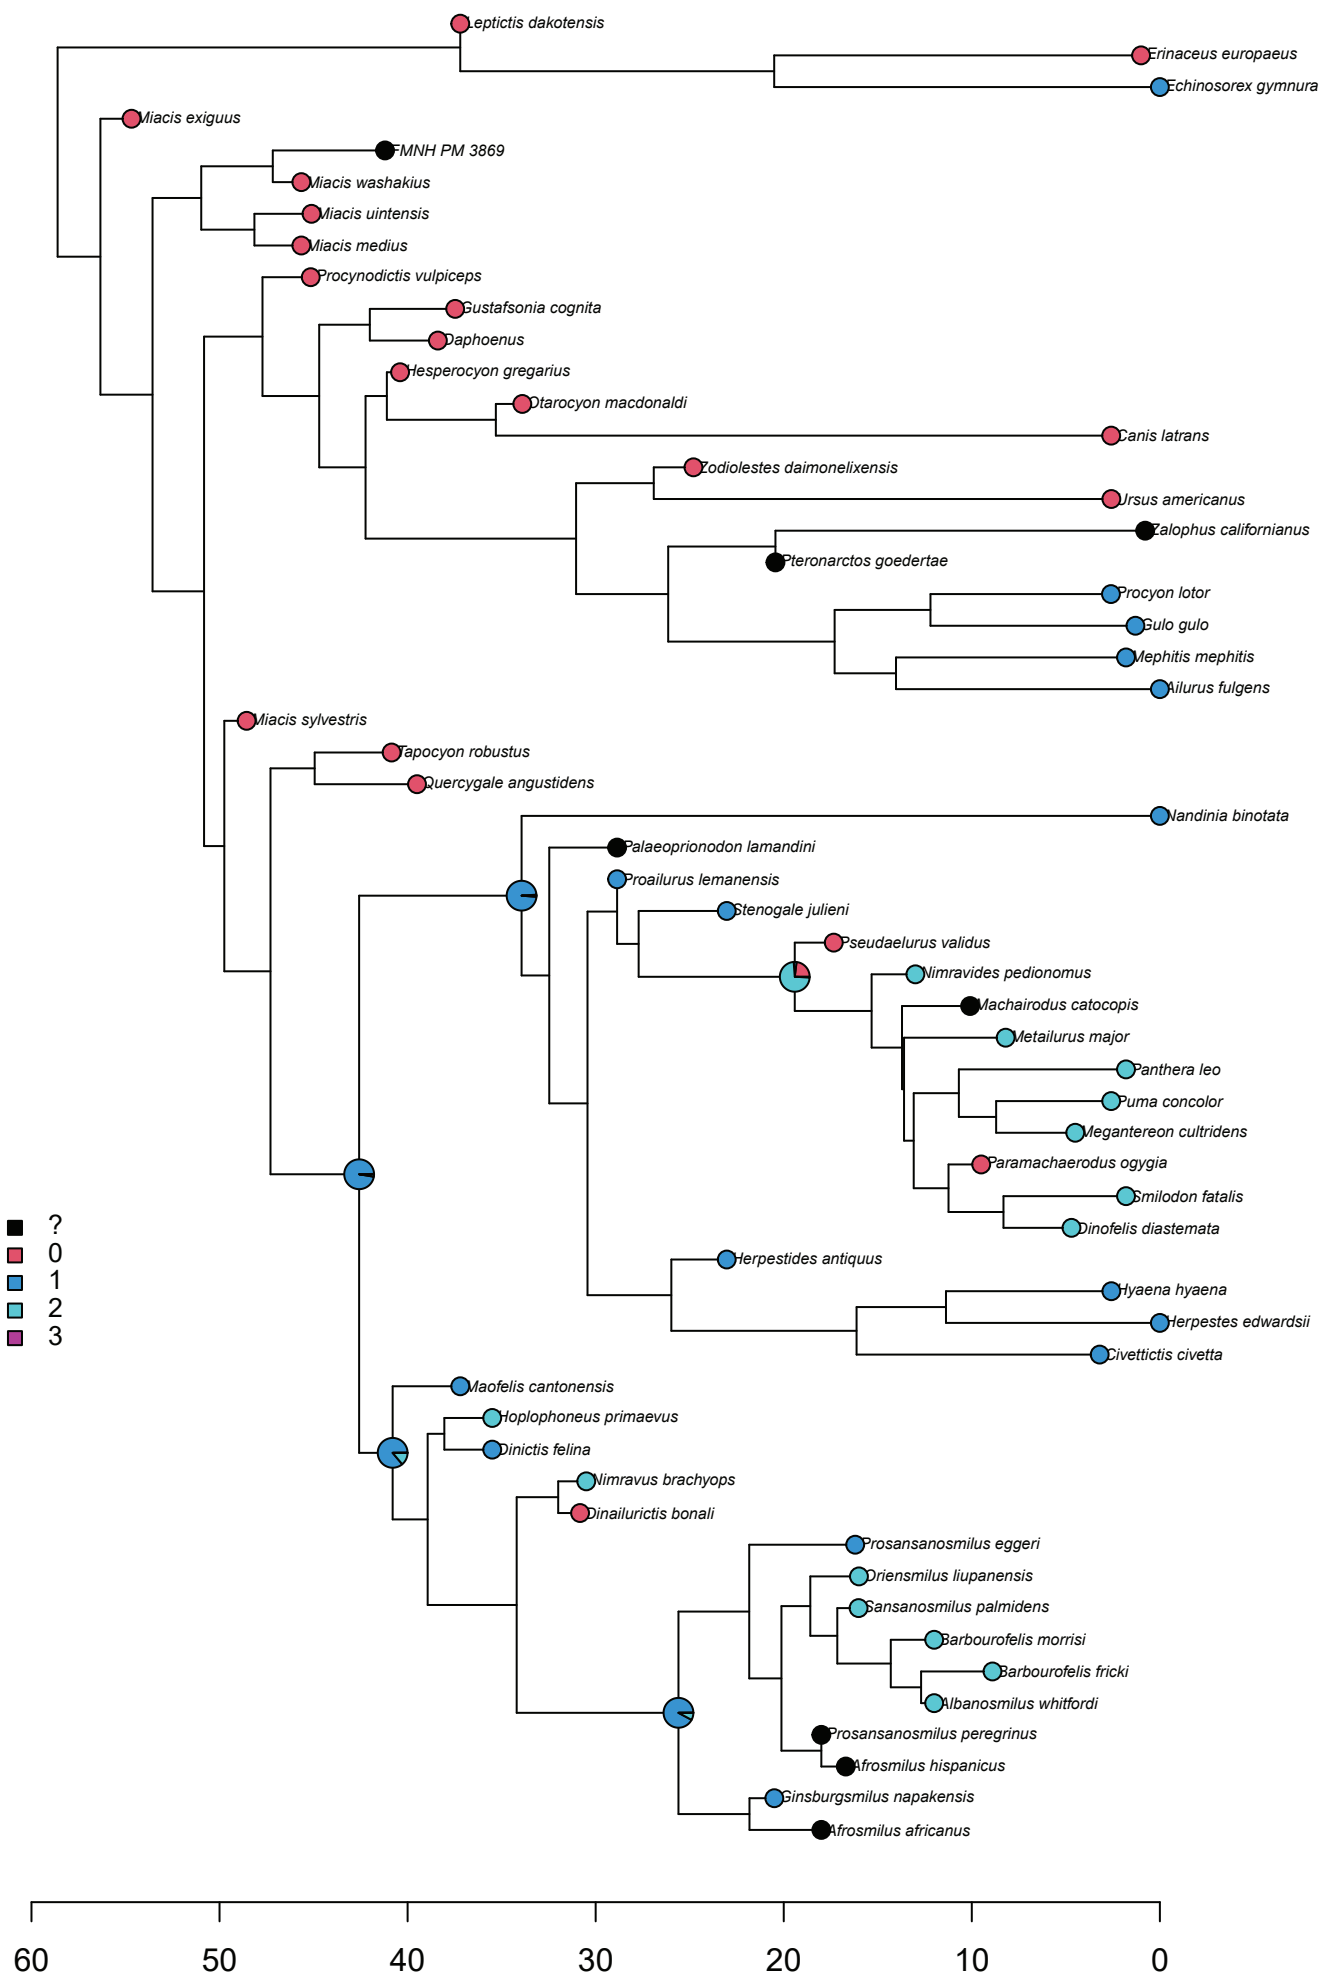 Leptictis dakotensis
Erinaceus europaeus
Echinosorex gymnura
Miacis exiguus
FMNH PM 3869
Miacis washakius
Miacis uintensis
Miacis medius
Procynodictis vulpiceps
Gustafsonia cognita
Daphoenus
Hesperocyon gregarius
Otarocyon macdonaldi
Canis latrans
Zodiolestes daimonelixensis
Ursus americanus
Zalophus californianus
Pteronarctos goedertae
Procyon lotor
Gulo gulo
Mephitis mephitis
Ailurus fulgens
Miacis sylvestris
Tapocyon robustus
Quercygale angustidens
Nandinia binotata
Palaeoprionodon lamandini
Proailurus lemanensis
Stenogale julieni
Pseudaelurus validus
Nimravides pedionomus
Machairodus catocopis
Metailurus major
Panthera leo
Puma concolor
Megantereon cultridens
Paramachaerodus ogygia
Smilodon fatalis
Dinofelis diastemata
?
0
1
2
3
Herpestides antiquus
Hyaena hyaena
Herpestes edwardsii
Civettictis civetta
Maofelis cantonensis
Hoplophoneus primaevus
Dinictis felina
Nimravus brachyops
Dinailurictis bonali
Prosansanosmilus eggeri
Oriensmilus liupanensis
Sansanosmilus palmidens
Barbourofelis morrisi
Barbourofelis fricki
Albanosmilus whitfordi
Prosansanosmilus peregrinus
Afrosmilus hispanicus
Ginsburgsmilus napakensis
Afrosmilus africanus
60 50 40 30 20 10 0